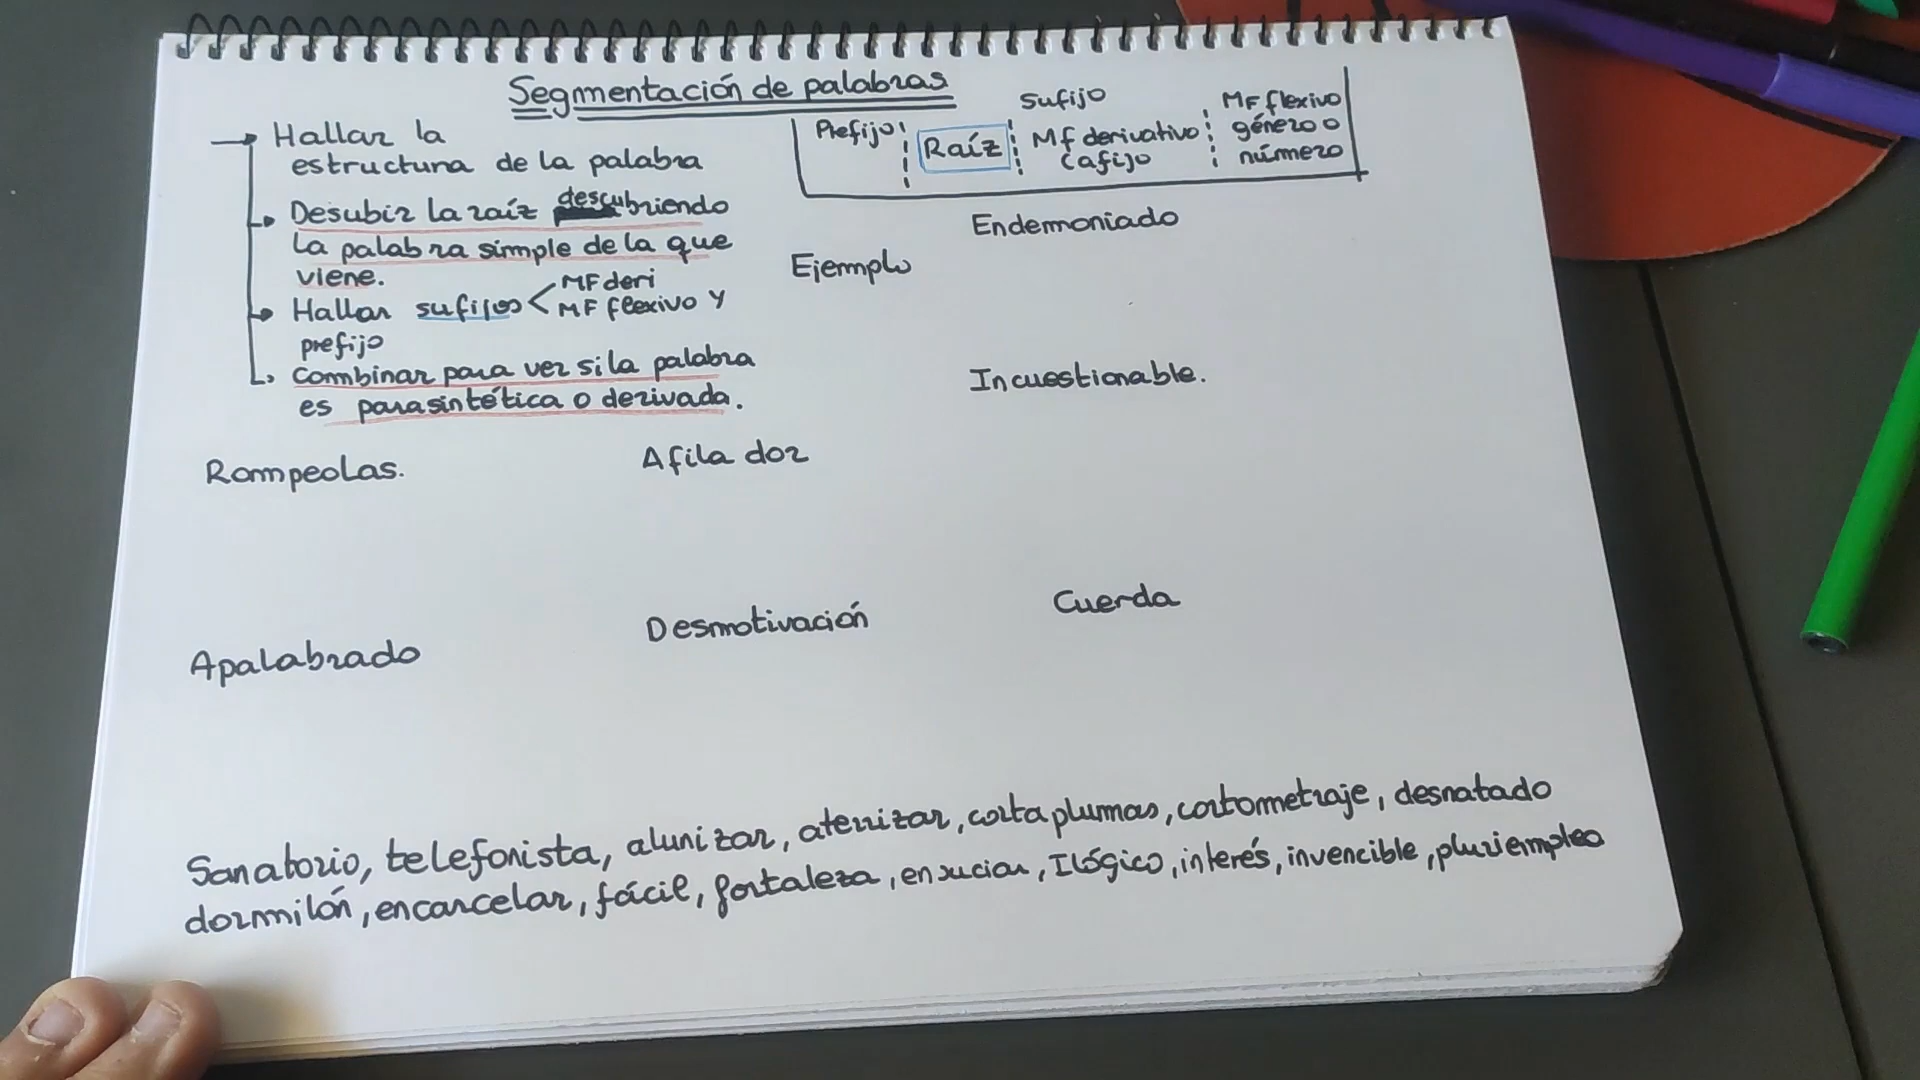 Segmentación de palabras
Hallar la
estructura de la palabra
Desubir la raíz descubriendo
la palabra simple de la que
viene.
Hallar sufijos < MF deri
MF flexivo y
prefijo
Combinar para ver si la palabra
es parasintética o derivada.
Prefijo
Raíz
Sufijo
Mf derivativo
(afijo
MF flexivo
género o
número
Ejemplo
Endemoniado
Incuestionable.
Rompeolas.
Afilador
Apalabrado
Desmotivación
Cuerda
Sanatorio, telefonista, alunizar, aterrizar, cortaplumas, cortometraje, desnatado
dormilón, encarcelar, fácil, fortaleza, ensuciar, Ilógico, interés, invencible, pluriempleo